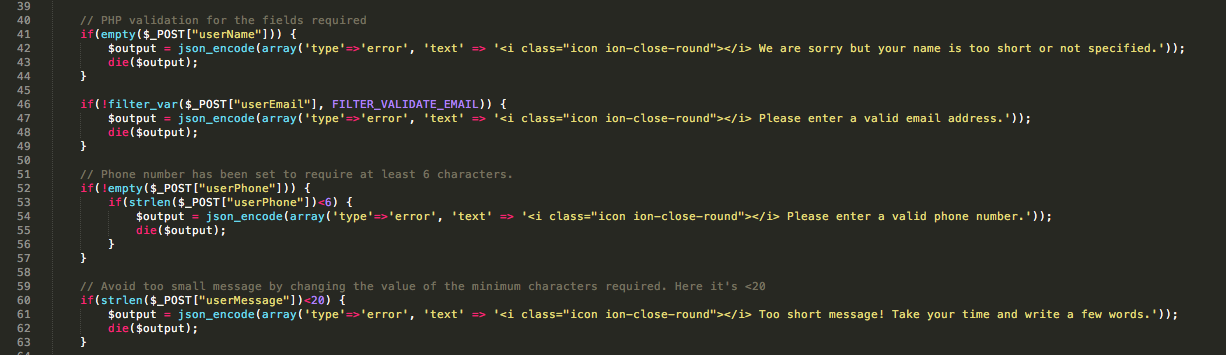 39
40 // PHP validation for the fields required
41 if(empty($_POST["userName"])) {
42 $output = json_encode(array('type'=>'error', 'text' => '<i class="icon ion-close-round"></i> We are sorry but your name is too short or not specified.'));
43 die($output);
44 }
45
46 if(!filter_var($_POST["userEmail"], FILTER_VALIDATE_EMAIL)) {
47 $output = json_encode(array('type'=>'error', 'text' => '<i class="icon ion-close-round"></i> Please enter a valid email address.'));
48 die($output);
49 }
50
51 // Phone number has been set to require at least 6 characters.
52 if(!empty($_POST["userPhone"])) {
53 if(strlen($_POST["userPhone"])<6) {
54 $output = json_encode(array('type'=>'error', 'text' => '<i class="icon ion-close-round"></i> Please enter a valid phone number.'));
55 die($output);
56 }
57 }
58
59 // Avoid too small message by changing the value of the minimum characters required. Here it's <20
60 if(strlen($_POST["userMessage"])<20) {
61 $output = json_encode(array('type'=>'error', 'text' => '<i class="icon ion-close-round"></i> Too short message! Take your time and write a few words.'));
62 die($output);
63 }